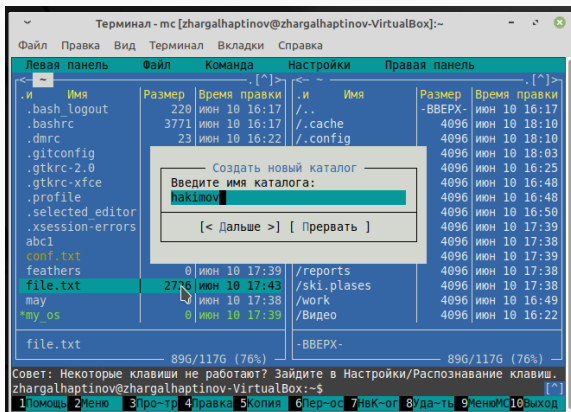 Терминал - mc [zhargalhaptinov@zhargalhaptinov-VirtualBox]:~
Файл Правка Вид Терминал Вкладки Справка
Левая панель Файл Команда Настройки Правая панель
<- ~ .[^]> <- ~ .[^]>
.и Имя Размер Время правки .и Имя Размер Время правки
.bash_logout 220 июн 10 16:17 /.. -ВВЕРХ- июн 10 16:17
.bashrc 3771 июн 10 16:17 /.cache 4096 июн 10 18:10
.dmrc 23 июн 10 16:22 /.config 4096 июн 10 18:10
.gitconfig 4096 июн 10 18:03
.gtkrc-2.0 4096 июн 10 16:25
.gtkrc-xfce 4096 июн 10 16:48
.profile 4096 июн 10 16:48
.selected_editor 4096 июн 10 16:50
.xsession-errors 4096 июн 10 17:39
abc1 4096 июн 10 17:38
conf.txt 4096 июн 10 17:39
feathers 0 июн 10 17:39 /reports 4096 июн 10 17:38
file.txt июн 10 17:43 /ski.plases 4096 июн 10 17:39
may июн 10 17:38 /work 4096 июн 10 16:49
*my_os 0 июн 10 17:39 /Видео 4096 июн 10 16:22
Создать новый каталог
Введите имя каталога:
hakimov
[< Дальше >] [ Прервать ]
file.txt -ВВЕРХ-
89G/117G (76%) 89G/117G (76%)
Совет: Некоторые клавиши не работают? Зайдите в Настройки/Распознавание клавиш.
zhargalhaptinov@zhargalhaptinov-VirtualBox:~$ [^]
1Помощь 2Меню 3Про~тр 4Правка 5Копия 6Пер~ос 7НвК~ог 8Уда~ть 9МенюMC 10Выход